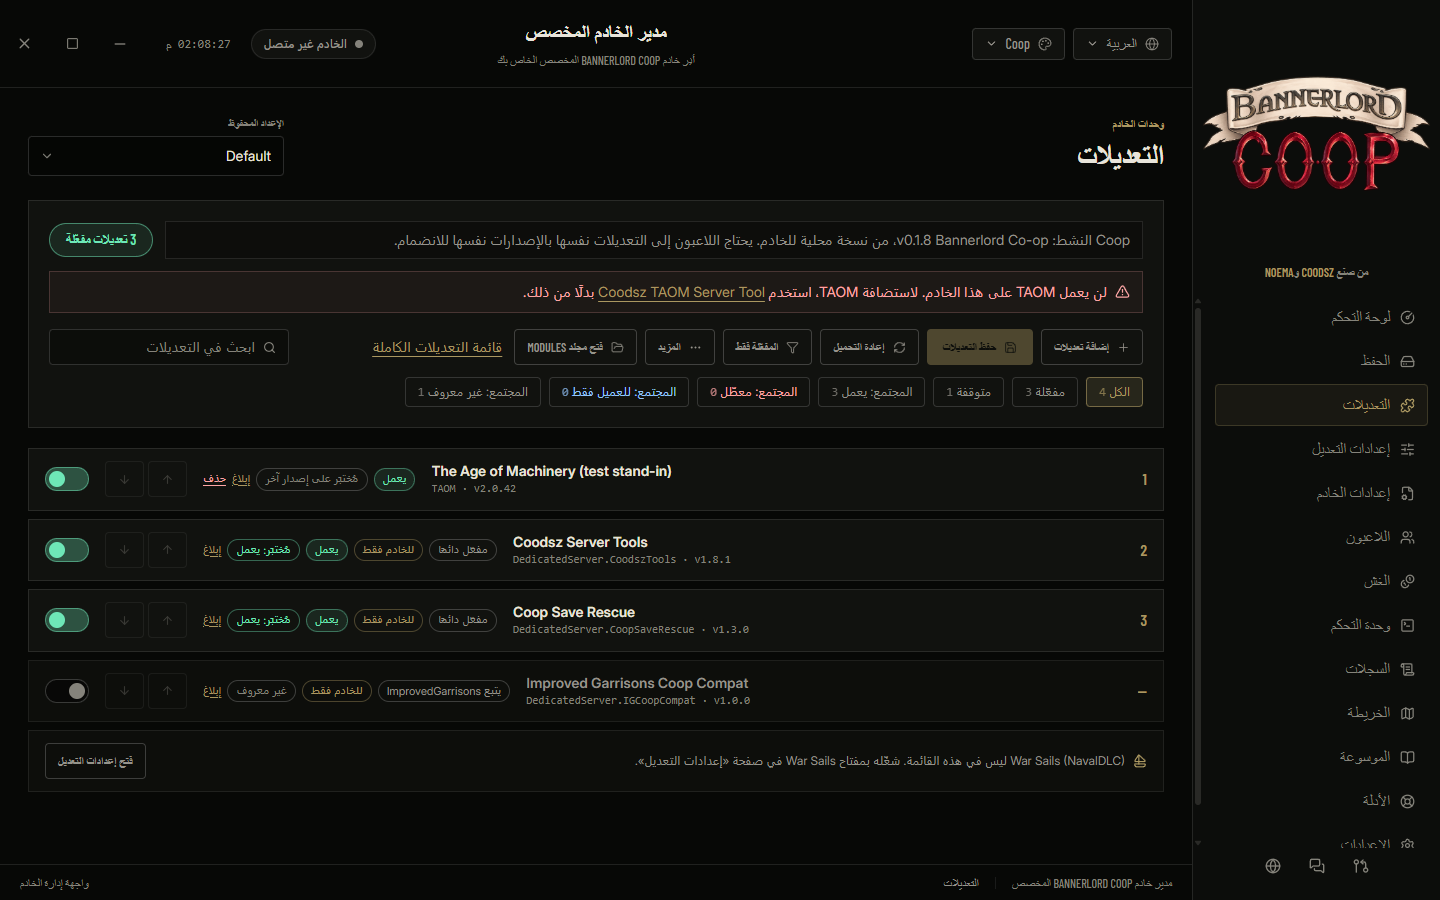 العربية
Coop
مدير الخادم المخصص
أدِر خادم BANNERLORD COOP المخصص الخاص بك
الخادم غير متصل
02:08:27 م
BANNERLORD
COOP
من صنع COODSZ وNOEMA
لوحة التحكم
الحفظ
التعديلات
إعدادات التعديل
إعدادات الخادم
اللاعبون
الغش
وحدة التحكم
السجلات
الخريطة
الموسوعة
الأدلة
الإعدادات
وحدات الخادم
التعديلات
الإعداد المحفوظ
Default
Coop النشط: v0.1.8 Bannerlord Co-op، من نسخة محلية للخادم. يحتاج اللاعبون إلى التعديلات نفسها بالإصدارات نفسها للانضمام.
3 تعديلات مفعّلة
لن يعمل TAOM على هذا الخادم. لاستضافة TAOM، استخدم Coodsz TAOM Server Tool بدلًا من ذلك.
إضافة تعديلات
حفظ التعديلات
إعادة التحميل
المفعّلة فقط
المزيد
فتح مجلد MODULES
قائمة التعديلات الكاملة
ابحث في التعديلات
الكل 4
مفعّلة 3
متوقفة 1
المجتمع: يعمل 3
المجتمع: معطّل 0
المجتمع: للعميل فقط 0
المجتمع: غير معروف 1
1
The Age of Machinery (test stand-in)
TAOM · v2.0.42
يعمل
مُختبَر على إصدار آخر
إبلاغ
حذف
2
Coodsz Server Tools
DedicatedServer.CoodszTools · v1.8.1
مفعّل دائمًا
للخادم فقط
يعمل
مُختبَر: يعمل
إبلاغ
3
Coop Save Rescue
DedicatedServer.CoopSaveRescue · v1.3.0
مفعّل دائمًا
للخادم فقط
يعمل
مُختبَر: يعمل
إبلاغ
–
Improved Garrisons Coop Compat
DedicatedServer.IGCoopCompat · v1.0.0
يتبع ImprovedGarrisons
للخادم فقط
غير معروف
إبلاغ
War Sails (NavalDLC) ليس في هذه القائمة. شغّله بمفتاح War Sails في صفحة «إعدادات التعديل».
فتح إعدادات التعديل
مدير خادم BANNERLORD COOP المخصص
التعديلات
واجهة إدارة الخادم